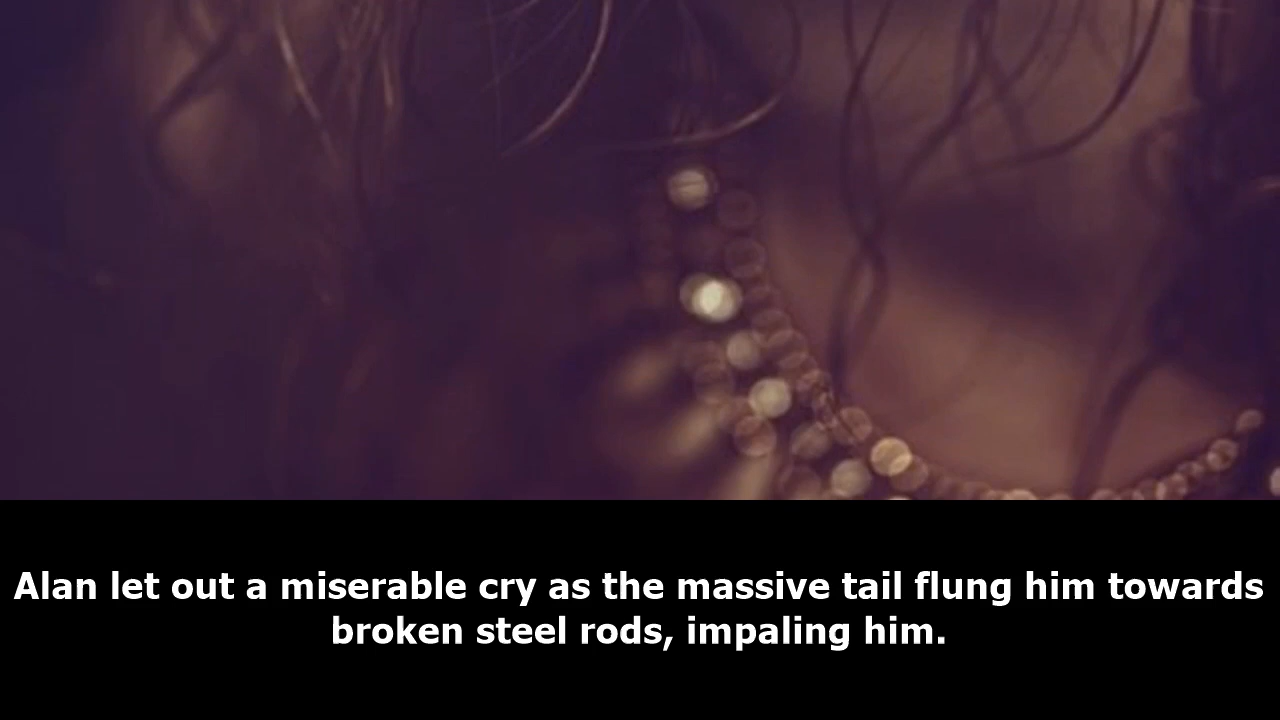 Alan let out a miserable cry as the massive tail flung him towards
broken steel rods, impaling him.